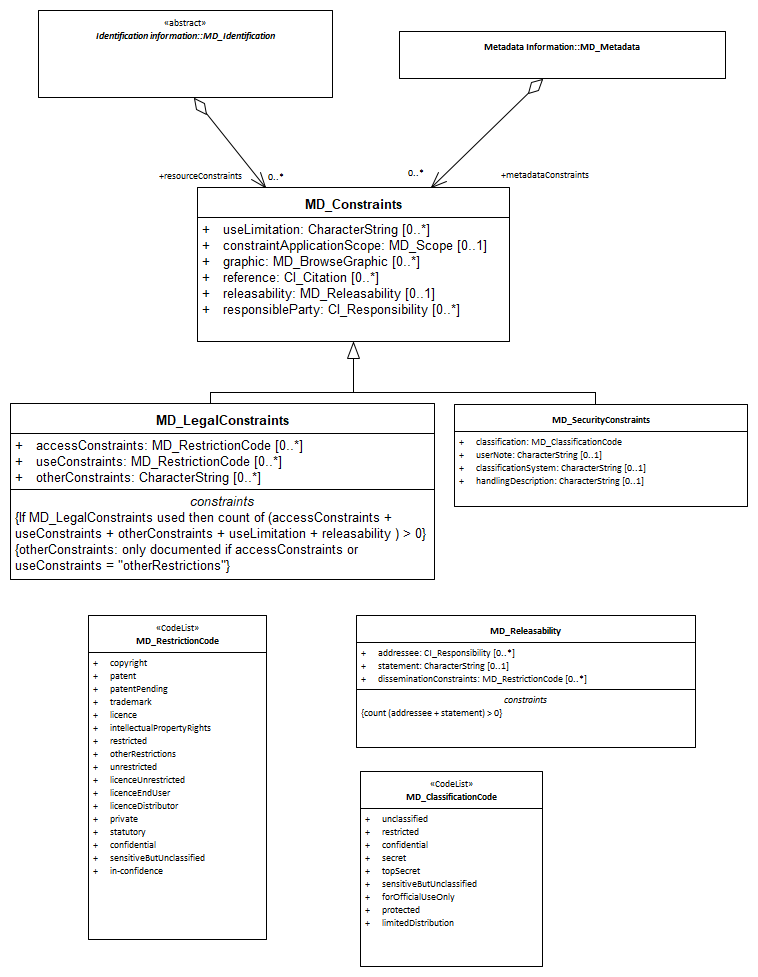 «abstract»
Identification information::MD_Identification
Metadata Information::MD_Metadata
+resourceConstraints
0..*
0..*
+metadataConstraints
MD_Constraints
+ useLimitation: CharacterString [0..*]
+ constraintApplicationScope: MD_Scope [0..1]
+ graphic: MD_BrowseGraphic [0..*]
+ reference: CI_Citation [0..*]
+ releasability: MD_Releasability [0..1]
+ responsibleParty: CI_Responsibility [0..*]
MD_LegalConstraints
+ accessConstraints: MD_RestrictionCode [0..*]
+ useConstraints: MD_RestrictionCode [0..*]
+ otherConstraints: CharacterString [0..*]
constraints
{If MD_LegalConstraints used then count of (accessConstraints +
useConstraints + otherConstraints + useLimitation + releasability ) > 0}
{otherConstraints: only documented if accessConstraints or
useConstraints = "otherRestrictions"}
MD_SecurityConstraints
+ classification: MD_ClassificationCode
+ userNote: CharacterString [0..1]
+ classificationSystem: CharacterString [0..1]
+ handlingDescription: CharacterString [0..1]
«CodeList»
MD_RestrictionCode
+ copyright
+ patent
+ patentPending
+ trademark
+ licence
+ intellectualPropertyRights
+ restricted
+ otherRestrictions
+ unrestricted
+ licenceUnrestricted
+ licenceEndUser
+ licenceDistributor
+ private
+ statutory
+ confidential
+ sensitiveButUnclassified
+ in-confidence
MD_Releasability
+ addressee: CI_Responsibility [0..*]
+ statement: CharacterString [0..1]
+ disseminationConstraints: MD_RestrictionCode [0..*]
constraints
{count (addressee + statement) > 0}
«CodeList»
MD_ClassificationCode
+ unclassified
+ restricted
+ confidential
+ secret
+ topSecret
+ sensitiveButUnclassified
+ forOfficialUseOnly
+ protected
+ limitedDistribution